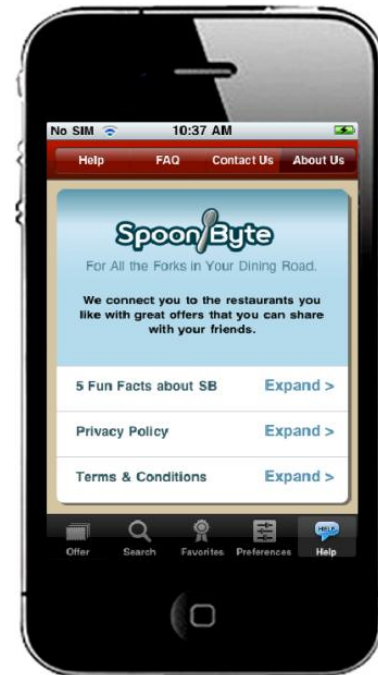 No SIM 10:37 AM
Help FAQ Contact Us About Us
SpoonByte
For All the Forks in Your Dining Road.
We connect you to the restaurants you
like with great offers that you can share
with your friends.
5 Fun Facts about SB Expand >
Privacy Policy Expand >
Terms & Conditions Expand >
HELP
Offer Search Favorites Preferences Help